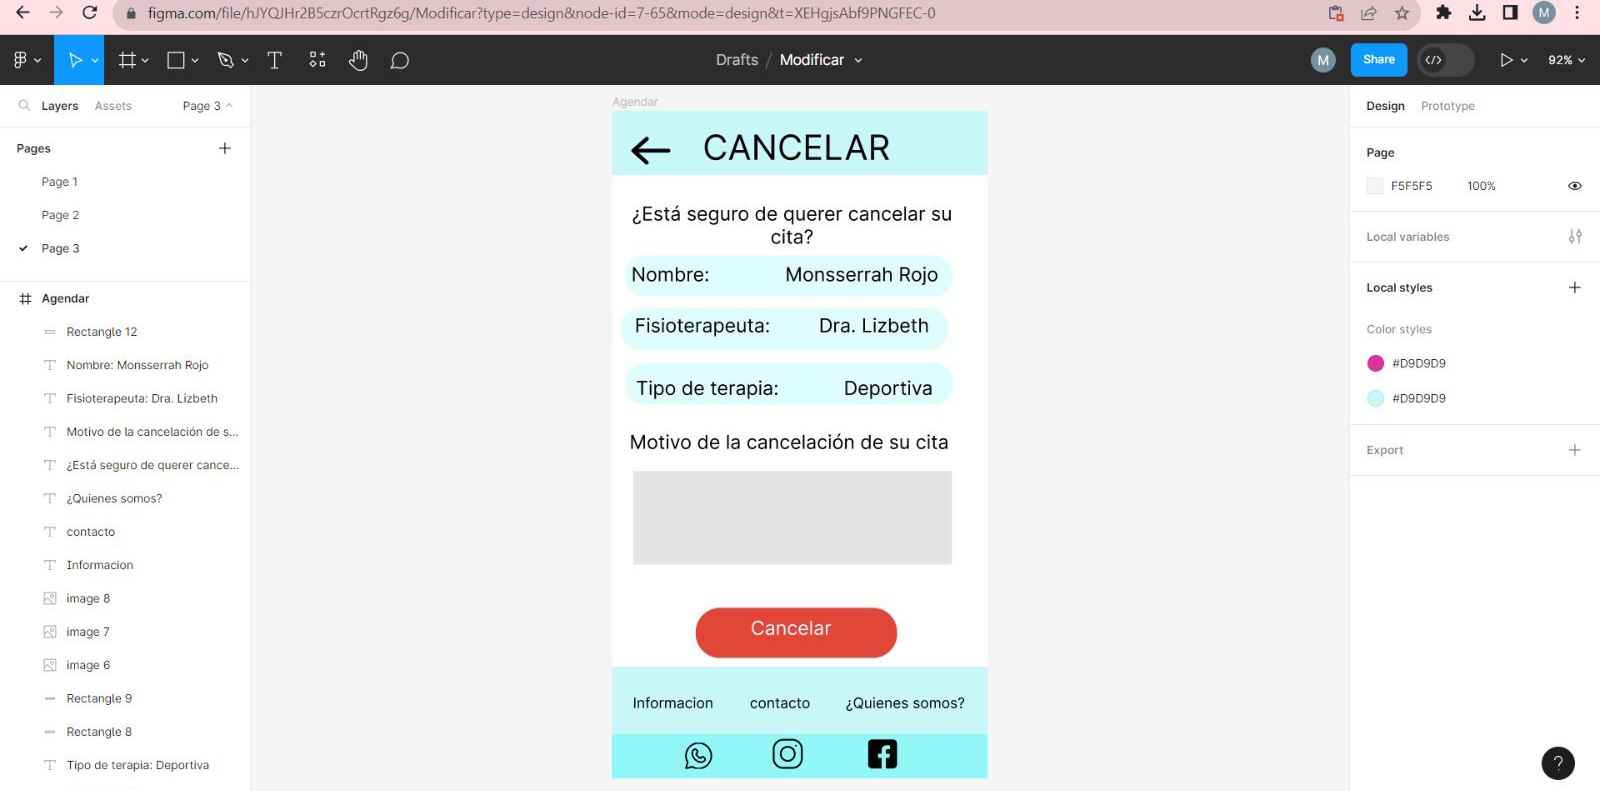 figma.com/file/hJYQJHr2B5czrOcrtRgz6g/Modificar?type=design&node-id=7-65&mode=design&t=XEHgjsAbf9PNGFEC-0
M
Drafts / Modificar
M
Share
92%
Layers
Assets
Page 3
Pages
Page 1
Page 2
Page 3
Agendar
Rectangle 12
Nombre: Monsserrah Rojo
Fisioterapeuta: Dra. Lizbeth
Motivo de la cancelación de s...
¿Está seguro de querer cance...
¿Quienes somos?
contacto
Informacion
image 8
image 7
image 6
Rectangle 9
Rectangle 8
Tipo de terapia: Deportiva
Agendar
CANCELAR
¿Está seguro de querer cancelar su
cita?
Nombre: Monsserrah Rojo
Fisioterapeuta: Dra. Lizbeth
Tipo de terapia: Deportiva
Motivo de la cancelación de su cita
Cancelar
Informacion contacto ¿Quienes somos?
Design
Prototype
Page
F5F5F5 100%
Local variables
Local styles
Color styles
#D9D9D9
#D9D9D9
Export
?